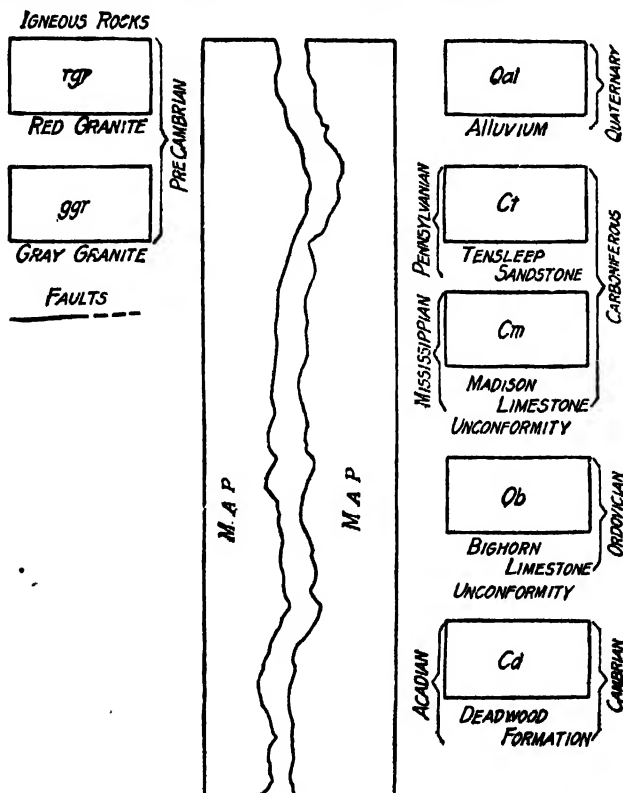 IGNEOUS ROCKS
rgr
RED GRANITE
ggr
GRAY GRANITE
PRE CAMBRIAN
FAULTS
MAP
MAP
Qal
ALLUVIUM
QUATERNARY
Ct
TENSLEEP
SANDSTONE
PENNSYLVANIAN
Cm
MADISON
LIMESTONE
MISSISSIPPIAN
CARBONIFEROUS
UNCONFORMITY
Ob
BIGHORN
LIMESTONE
ORDOVICIAN
UNCONFORMITY
Cd
DEADWOOD
FORMATION
ACADIAN
CAMBRIAN